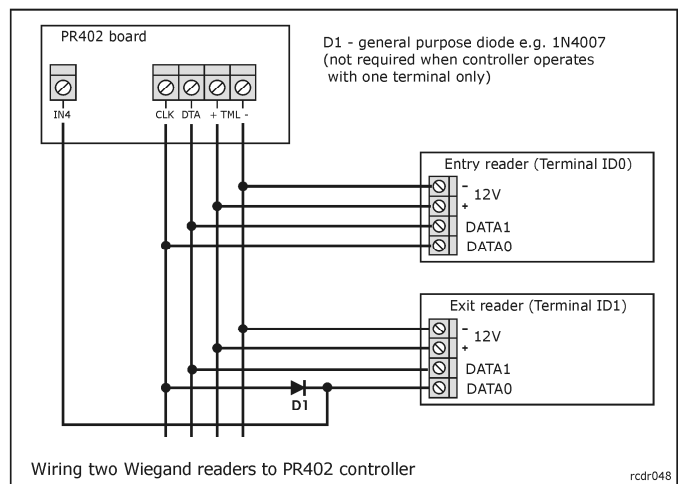 PR402 board
D1 - general purpose diode e.g. 1N4007
(not required when controller operates
with one terminal only)
IN4
CLK DTA + TML -
Entry reader (Terminal ID0)
-
12V
+
DATA1
DATA0
Exit reader (Terminal ID1)
-
12V
+
DATA1
DATA0
D1
Wiring two Wiegand readers to PR402 controller
rcdr048